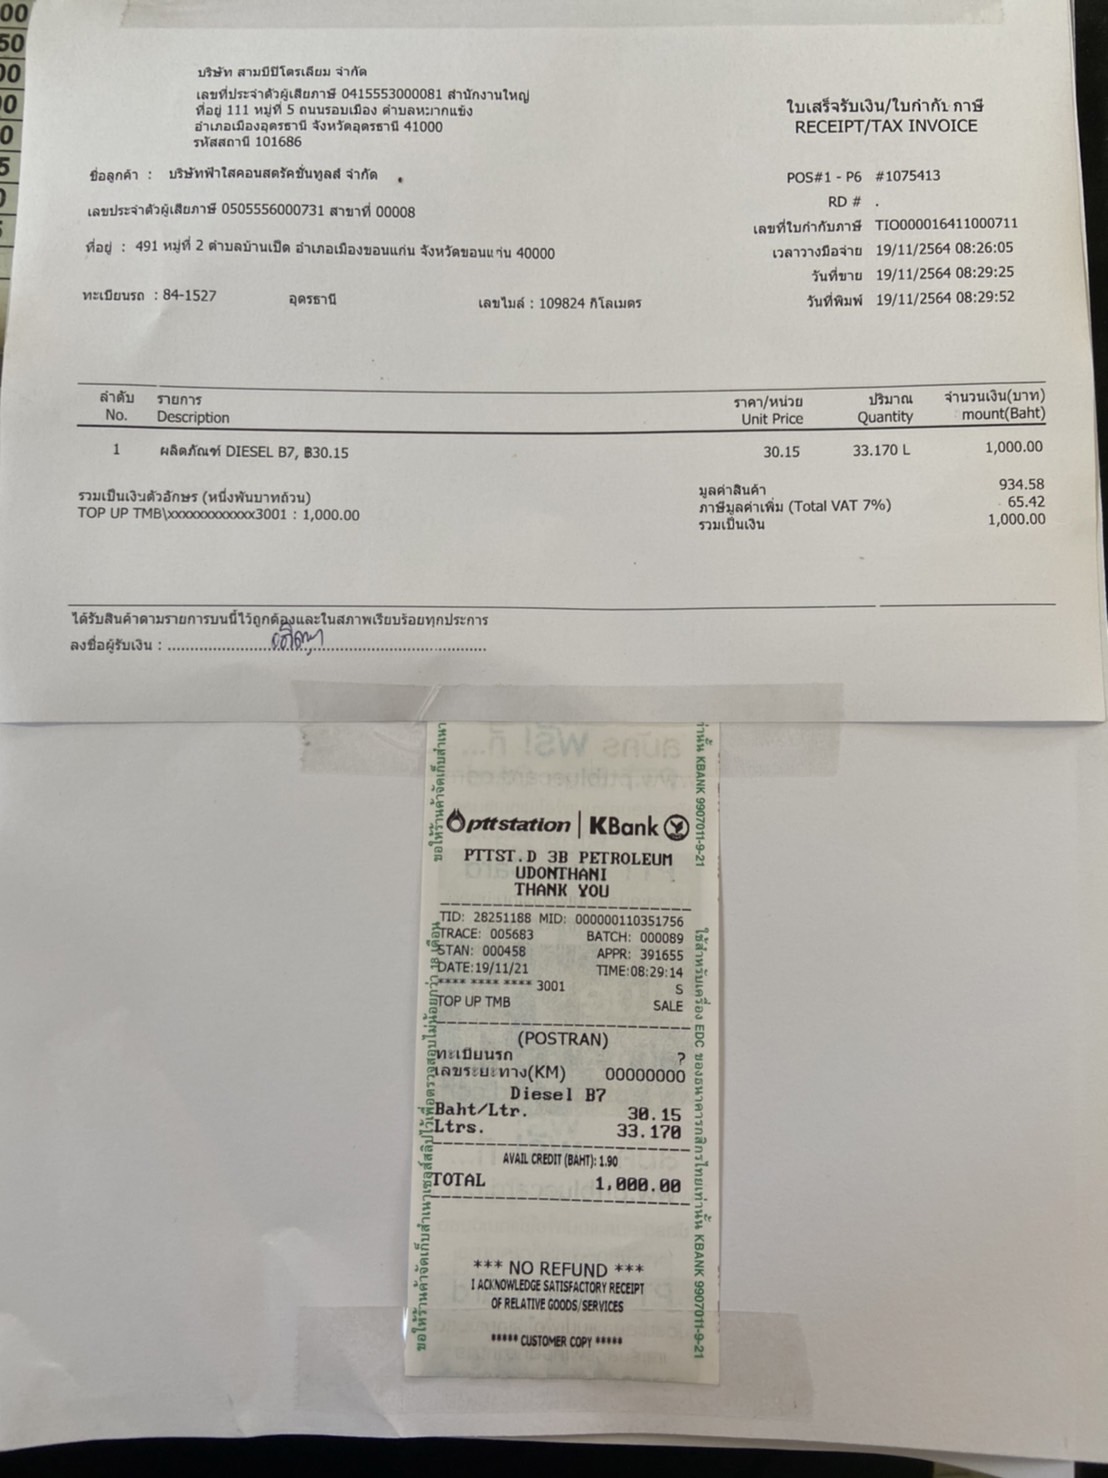 00
50
00
0
0
5
0
บริษัท สามบีปิโตรเลียม จำกัด
เลขที่ประจำตัวผู้เสียภาษี 0415553000081 สำนักงานใหญ่
ที่อยู่ 111 หมู่ที่ 5 ถนนรอบเมือง ตำบลหมากแข้ง
อำเภอเมืองอุดรธานี จังหวัดอุดรธานี 41000
รหัสสถานี 101686
ใบเสร็จรับเงิน/ใบกำกับ ภาษี
RECEIPT/TAX INVOICE
ชื่อลูกค้า : บริษัทฟ้าใสคอนสตรัคชั่นทูลส์ จำกัด
เลขประจำตัวผู้เสียภาษี 0505556000731 สาขาที่ 00008
ที่อยู่ : 491 หมู่ที่ 2 ตำบลบ้านเป็ด อำเภอเมืองขอนแก่น จังหวัดขอนแก่น 40000
ทะเบียนรถ : 84-1527 อุดรธานี เลขไมล์ : 109824 กิโลเมตร
POS#1 - P6 #1075413
RD # .
เลขที่ใบกำกับภาษี TIO000016411000711
เวลาวางมือจ่าย 19/11/2564 08:26:05
วันที่ขาย 19/11/2564 08:29:25
วันที่พิมพ์ 19/11/2564 08:29:52
ลำดับ รายการ ราคา/หน่วย ปริมาณ จำนวนเงิน(บาท)
No. Description Unit Price Quantity mount(Baht)
1 ผลิตภัณฑ์ DIESEL B7, ฿30.15 30.15 33.170 L 1,000.00
รวมเป็นเงินตัวอักษร (หนึ่งพันบาทถ้วน)
TOP UP TMB\xxxxxxxxxxxx3001 : 1,000.00
มูลค่าสินค้า 934.58
ภาษีมูลค่าเพิ่ม (Total VAT 7%) 65.42
รวมเป็นเงิน 1,000.00
ได้รับสินค้าตามรายการบนนี้ไว้ถูกต้องและในสภาพเรียบร้อยทุกประการ
ลงชื่อผู้รับเงิน :
pttstation | KBank
PTTST.D 3B PETROLEUM
UDONTHANI
THANK YOU
TID: 28251188 MID: 000000110351756
TRACE: 005683 BATCH: 000089
STAN: 000458 APPR: 391655
DATE:19/11/21 TIME:08:29:14
**** **** **** 3001 S
TOP UP TMB SALE
(POSTRAN)
ทะเบียนรถ ?
เลขระยะทาง(KM) 00000000
Diesel B7
Baht/Ltr. 30.15
Ltrs. 33.170
AVAIL CREDIT (BAHT): 1.90
TOTAL 1,000.00
*** NO REFUND ***
I ACKNOWLEDGE SATISFACTORY RECEIPT
OF RELATIVE GOODS/SERVICES
***** CUSTOMER COPY *****
ขอให้ร้านค้าจัดเก็บสำเนาเซลส์สลิปไว้เพื่อตรวจสอบไม่น้อยกว่า 18 เดือน
ขอให้ร้านค้าจัดเก็บสำเนา
ท่านั้น KBANK 9907011-9-21
ใช้สำหรับเครื่อง EDC ของธนาคารกสิกรไทยเท่านั้น KBANK 9907011-9-21